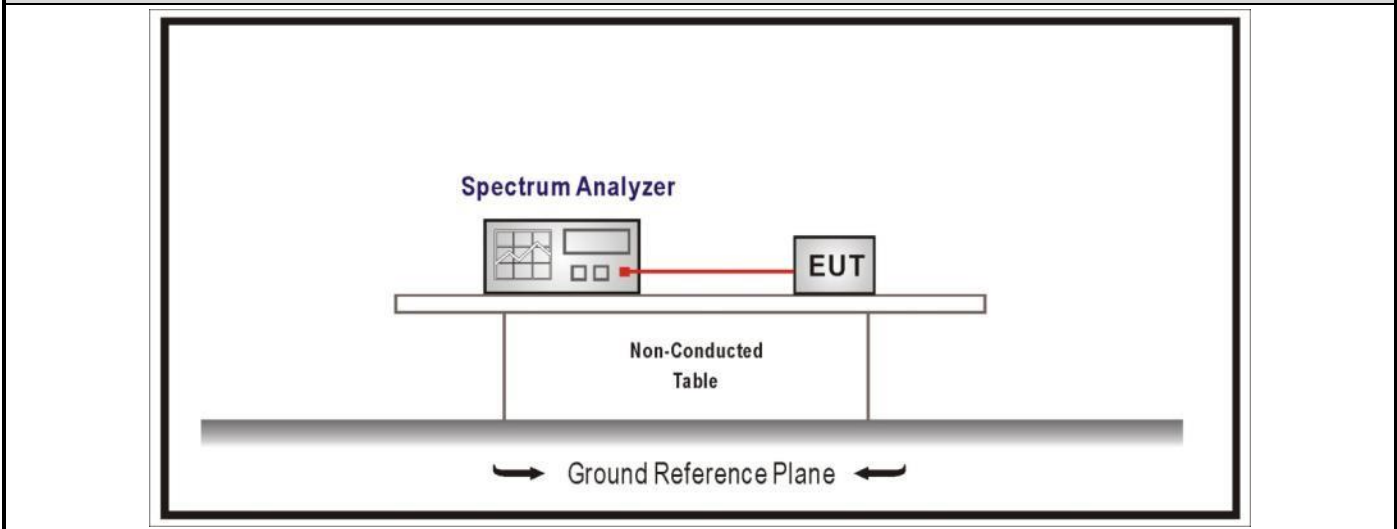 Spectrum Analyzer
EUT
Non-Conducted
Table
Ground Reference Plane